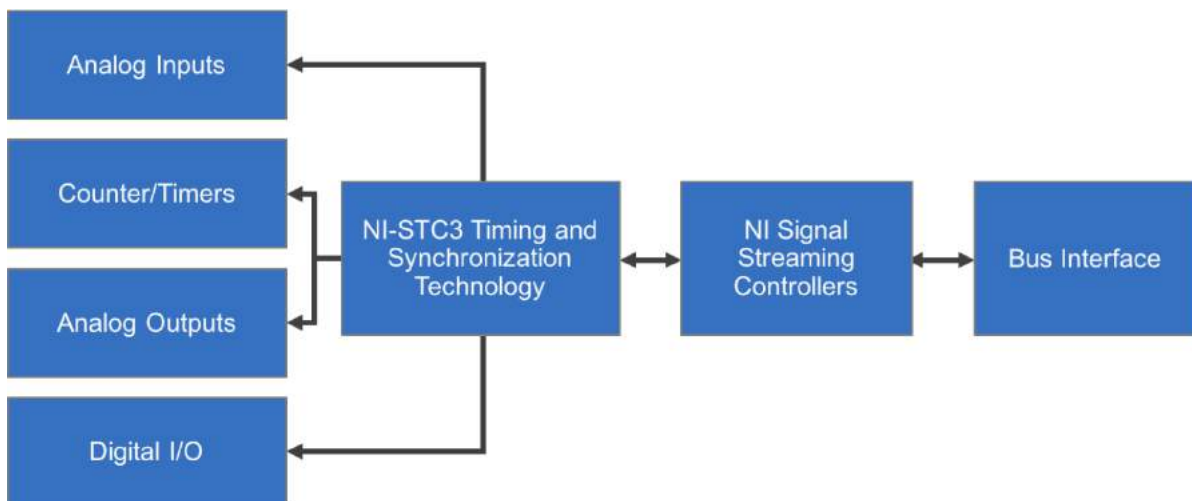 Analog Inputs
Counter/Timers
Analog Outputs
Digital I/O
NI-STC3 Timing and
Synchronization
Technology
NI Signal
Streaming
Controllers
Bus Interface